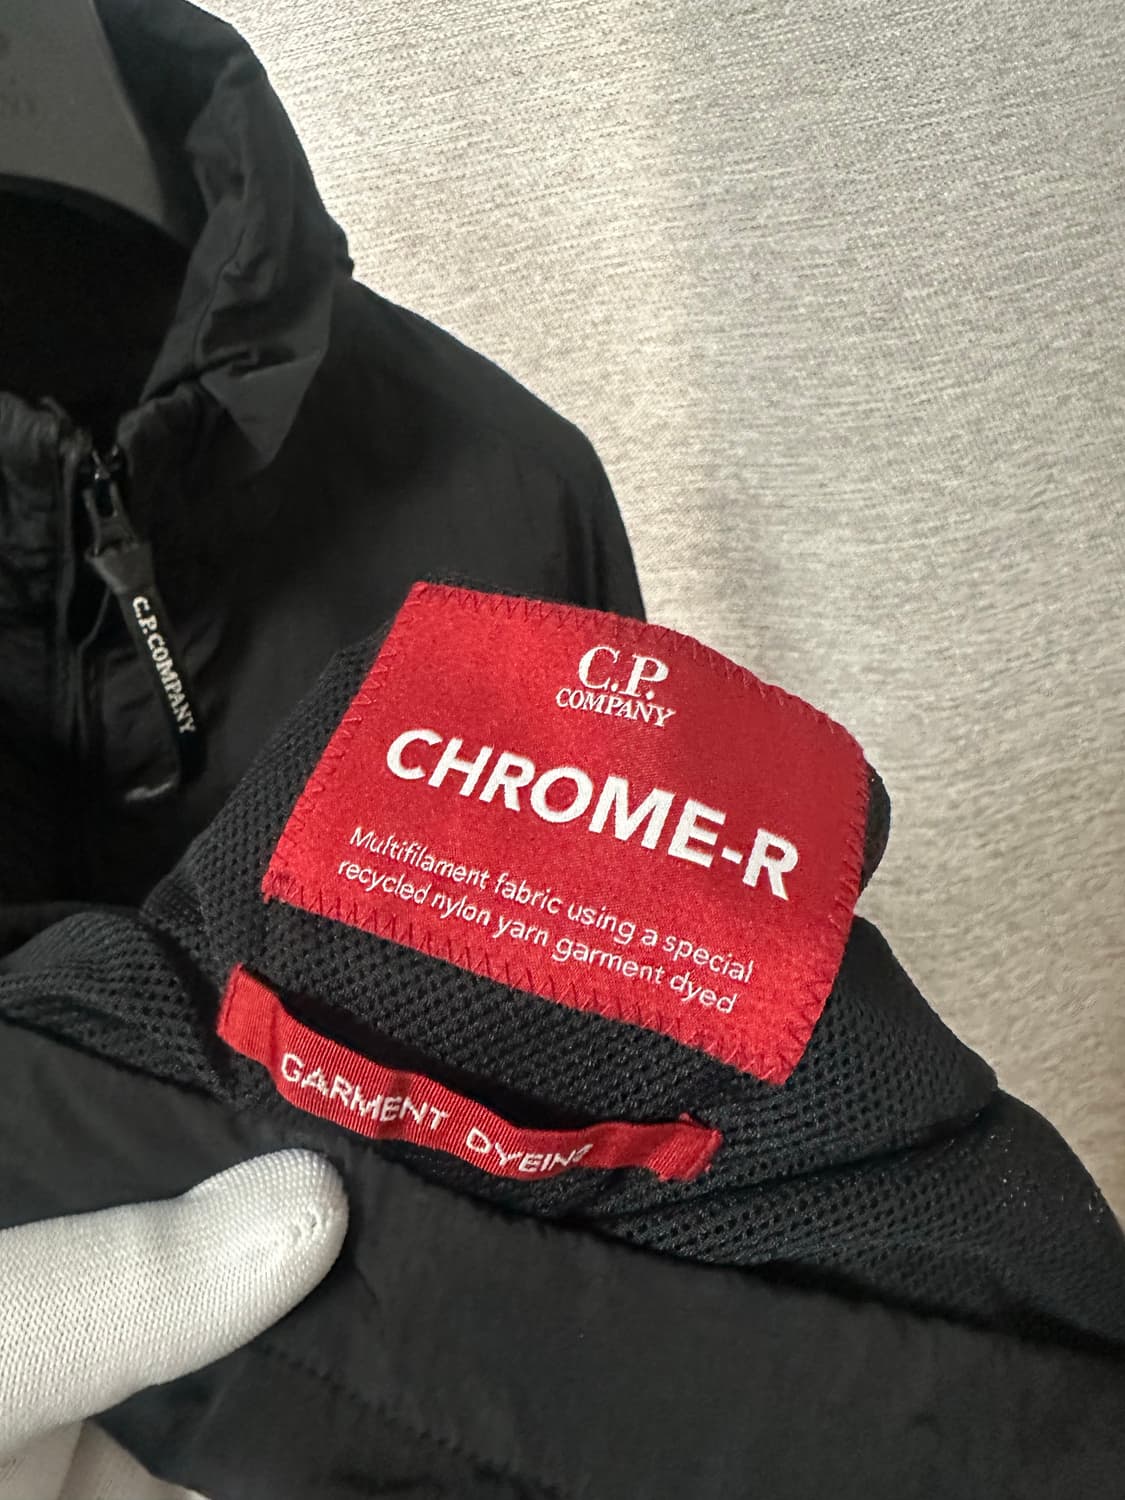 C.P.COMPANY
C.P.
COMPANY
CHROME-R
Multifilament fabric using a special
recycled nylon yarn garment dyed
GARMENT DYEING